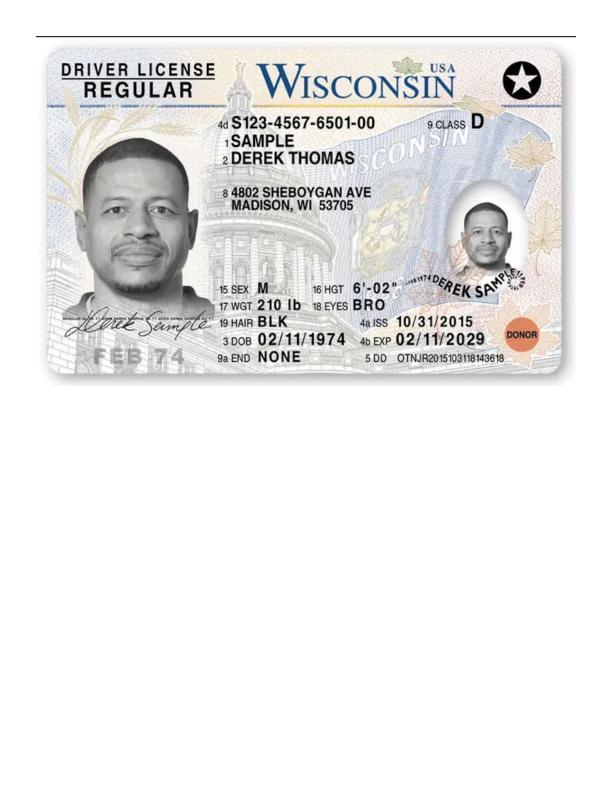 DRIVER LICENSE
REGULAR
WISCONSIN USA
4d S123-4567-6501-00
9 CLASS D
1 SAMPLE
2 DEREK THOMAS
WISCONSIN
8 4802 SHEBOYGAN AVE
MADISON, WI 53705
15 SEX M 16 HGT 6'-02"
17 WGT 210 lb 18 EYES BRO
19 HAIR BLK 4a ISS 10/31/2015
3 DOB 02/11/1974 4b EXP 02/11/2029
9a END NONE 5 DD OTNJR2015103118143618
DEREK SAMPLE
DONOR
Derek Sample
FEB 74